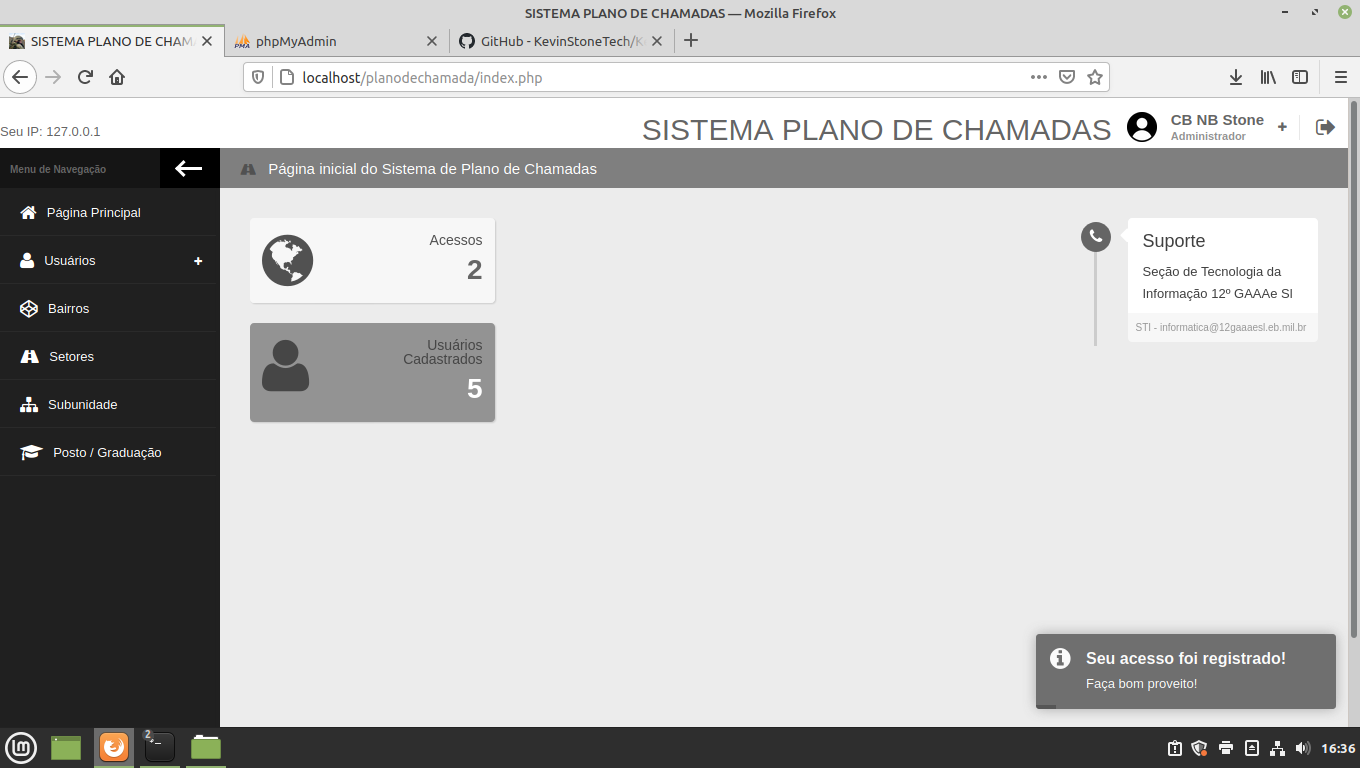 SISTEMA PLANO DE CHAMADAS — Mozilla Firefox
SISTEMA PLANO DE CHAM
phpMyAdmin
GitHub - KevinStoneTech/K
localhost/planodechamada/index.php
Seu IP: 127.0.0.1
SISTEMA PLANO DE CHAMADAS
CB NB Stone
Administrador
Menu de Navegação
Página inicial do Sistema de Plano de Chamadas
Página Principal
Usuários
Bairros
Setores
Subunidade
Posto / Graduação
Acessos
2
Usuários
Cadastrados
5
Suporte
Seção de Tecnologia da
Informação 12º GAAAe Sl
STI - informatica@12gaaaesl.eb.mil.br
Seu acesso foi registrado!
Faça bom proveito!
2
16:36